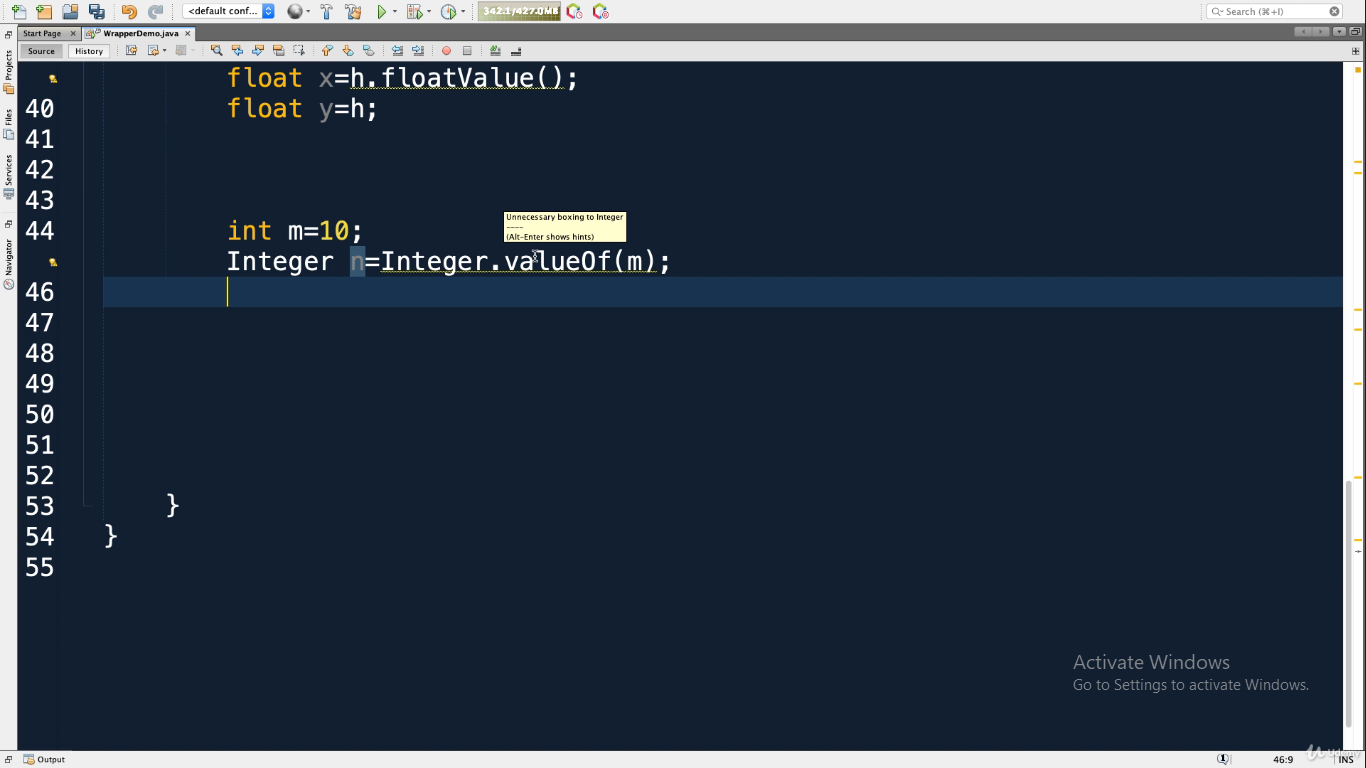 <default conf...
342.1/427.0MB
Search (⌘+I)
Start Page
WrapperDemo.java
Source
History
Projects
Files
Services
Navigator
float x=h.floatValue();
40 float y=h;
41
42
43
44 int m=10;
Unnecessary boxing to Integer
----
(Alt-Enter shows hints)
Integer n=Integer.valueOf(m);
46
47
48
49
50
51
52
53 }
54 }
55
Activate Windows
Go to Settings to activate Windows.
Output
1
46:9
INS
Udemy